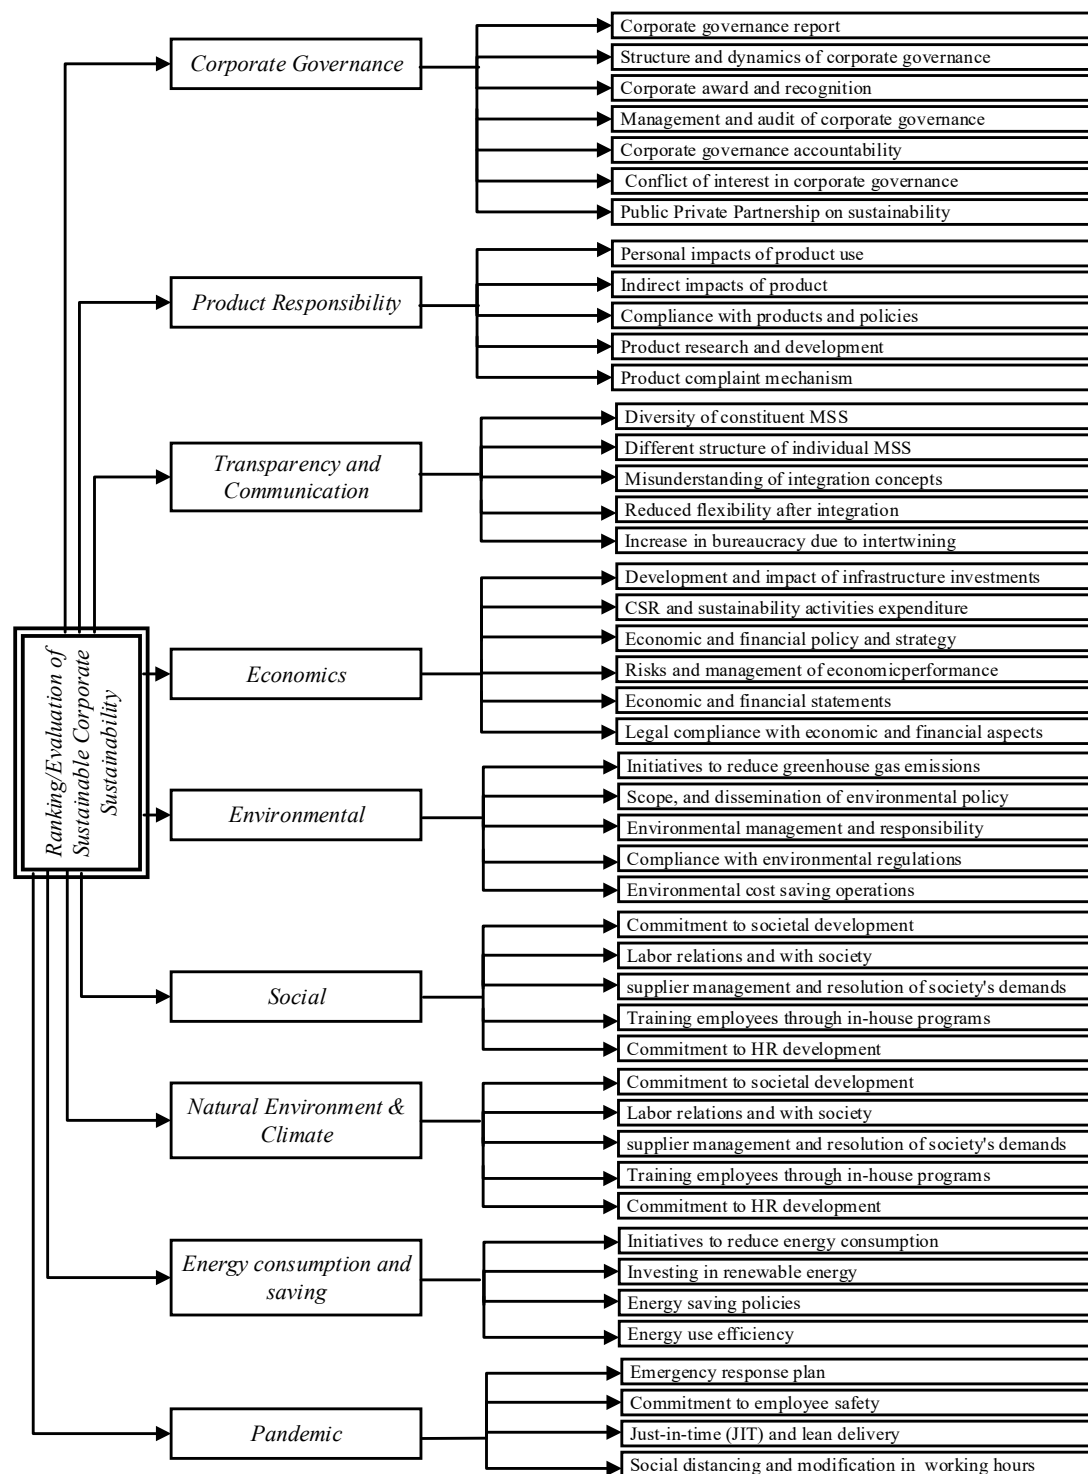 Ranking/Evaluation of
Sustainable Corporate
Sustainability
Corporate Governance
Corporate governance report
Structure and dynamics of corporate governance
Corporate award and recognition
Management and audit of corporate governance
Corporate governance accountability
Conflict of interest in corporate governance
Public Private Partnership on sustainability
Product Responsibility
Personal impacts of product use
Indirect impacts of product
Compliance with products and policies
Product research and development
Product complaint mechanism
Transparency and
Communication
Diversity of constituent MSS
Different structure of individual MSS
Misunderstanding of integration concepts
Reduced flexibility after integration
Increase in bureaucracy due to intertwining
Economics
Development and impact of infrastructure investments
CSR and sustainability activities expenditure
Economic and financial policy and strategy
Risks and management of economicperformance
Economic and financial statements
Legal compliance with economic and financial aspects
Environmental
Initiatives to reduce greenhouse gas emissions
Scope, and dissemination of environmental policy
Environmental management and responsibility
Compliance with environmental regulations
Environmental cost saving operations
Social
Commitment to societal development
Labor relations and with society
supplier management and resolution of society's demands
Training employees through in-house programs
Commitment to HR development
Natural Environment &
Climate
Commitment to societal development
Labor relations and with society
supplier management and resolution of society's demands
Training employees through in-house programs
Commitment to HR development
Energy consumption and
saving
Initiatives to reduce energy consumption
Investing in renewable energy
Energy saving policies
Energy use efficiency
Pandemic
Emergency response plan
Commitment to employee safety
Just-in-time (JIT) and lean delivery
Social distancing and modification in working hours